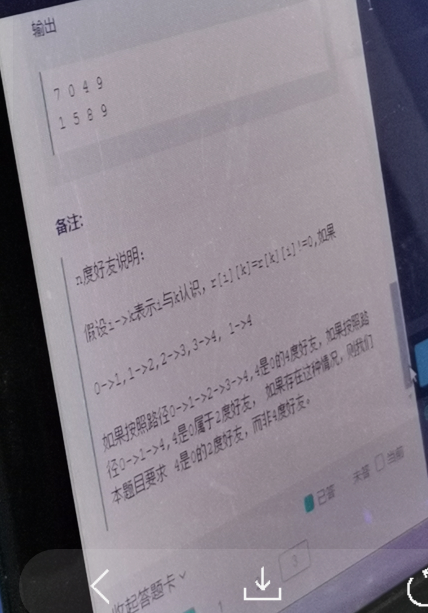 输出
7 0 4 9
1 5 8 9
备注:
n度好友说明:
假设i->k表示i与k认识，r[i][k]=r[k][i]!=0,如果
0->1,1->2,2->3,3->4, 1->4
如果按照路径0->1->2->3->4,4是0的4度好友，如果按照路
径0->1->4,4是0属于2度好友， 如果存在这种情况，则我们
本题目要求 4是0的2度好友，而非4度好友。
已答 未答 当前
收起答题卡
1 3